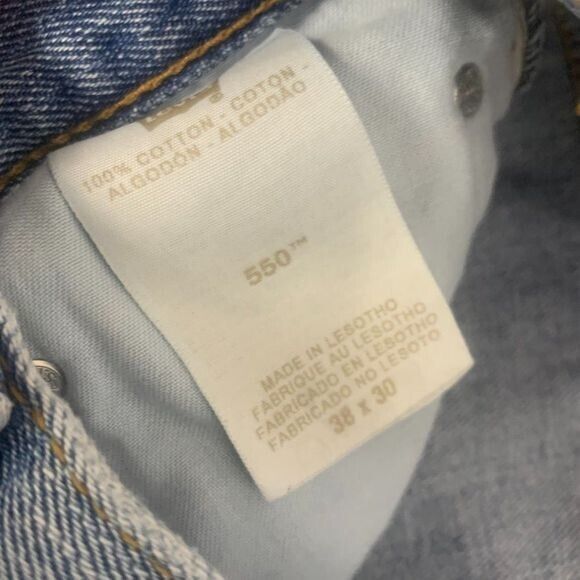 100% COTTON - COTON -
ALGODÓN - ALGODÃO
550™
MADE IN LESOTHO
FABRIQUE AU LESOTHO
FABRICADO EN LESOTHO
FABRICADO NO LESOTO
38 x 30